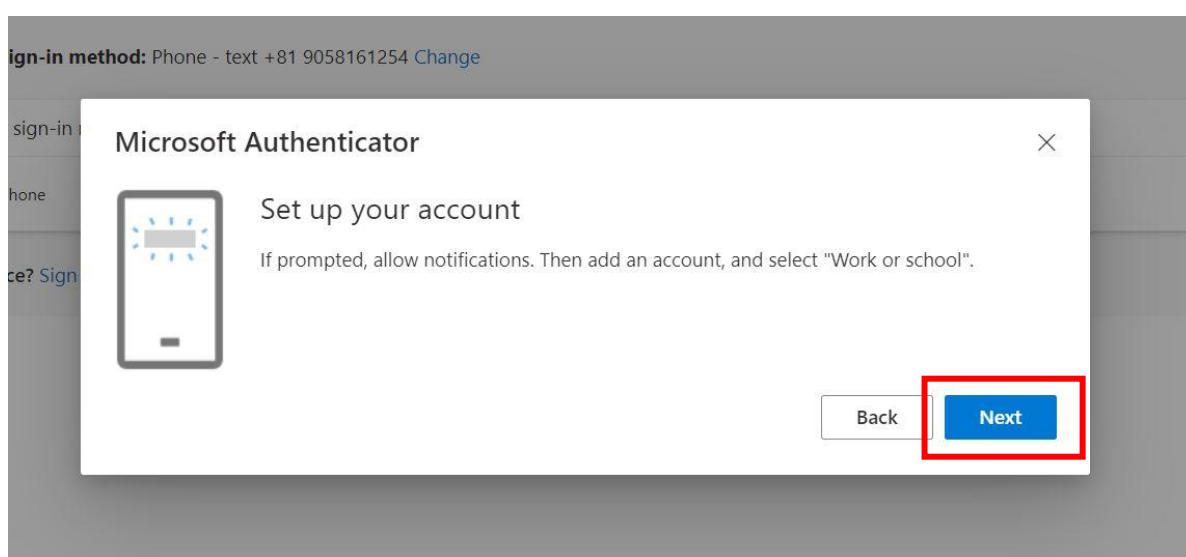 ign-in method: Phone - text +81 9058161254 Change
sign-in
Microsoft Authenticator
hone
Set up your account
If prompted, allow notifications. Then add an account, and select "Work or school".
ce? Sign
Back Next